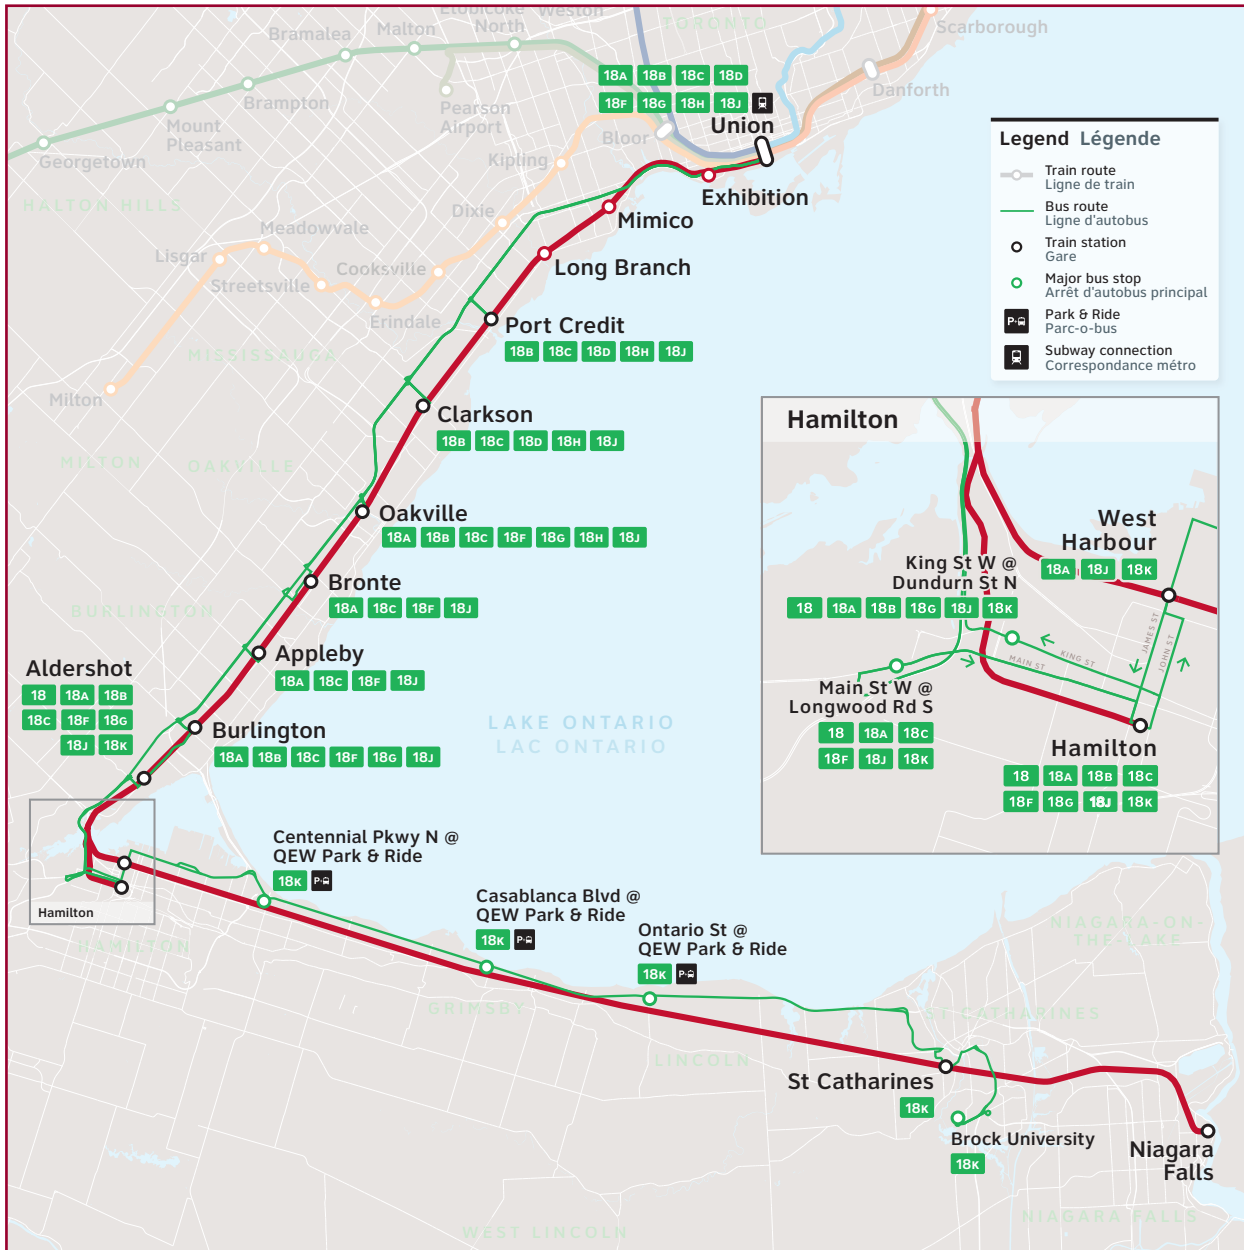 Etobicoke
North
Weston
TORONTO
Scarborough
Bramalea
Malton
18A 18B 18C 18D
18F 18G 18H 18J
Union
Danforth
Brampton
Pearson
Airport
Bloor
Mount
Pleasant
Georgetown
Kipling
Exhibition
HALTON HILLS
Dixie
Mimico
Meadowvale
Lisgar
Cooksville
Long Branch
Streetsville
Erindale
Port Credit
18B 18C 18D 18H 18J
MISSISSAUGA
Milton
Clarkson
18B 18C 18D 18H 18J
MILTON
OAKVILLE
Oakville
18A 18B 18C 18F 18G 18H 18J
Bronte
18A 18C 18F 18J
BURLINGTON
Appleby
18A 18C 18F 18J
Aldershot
18 18A 18B
18C 18F 18G
18J 18K
Burlington
18A 18B 18C 18F 18G 18J
LAKE ONTARIO
LAC ONTARIO
Legend Légende
Train route
Ligne de train
Bus route
Ligne d'autobus
Train station
Gare
Major bus stop
Arrêt d'autobus principal
P Park & Ride
Parc-o-bus
Subway connection
Correspondance métro
Hamilton
West
Harbour
18A 18J 18K
King St W @
Dundurn St N
18 18A 18B 18G 18J 18K
JAMES ST
JOHN ST
KING ST
MAIN ST
Main St W @
Longwood Rd S
18 18A 18C
18F 18J 18K
Hamilton
18 18A 18B 18C
18F 18G 18J 18K
Hamilton
HAMILTON
Centennial Pkwy N @
QEW Park & Ride
18K P
Casablanca Blvd @
QEW Park & Ride
18K P
Ontario St @
QEW Park & Ride
18K P
NIAGARA-ON-
THE-LAKE
GRIMSBY
ST CATHARINES
LINCOLN
St Catharines
18K
Brock University
18K
Niagara
Falls
NIAGARA FALLS
WEST LINCOLN